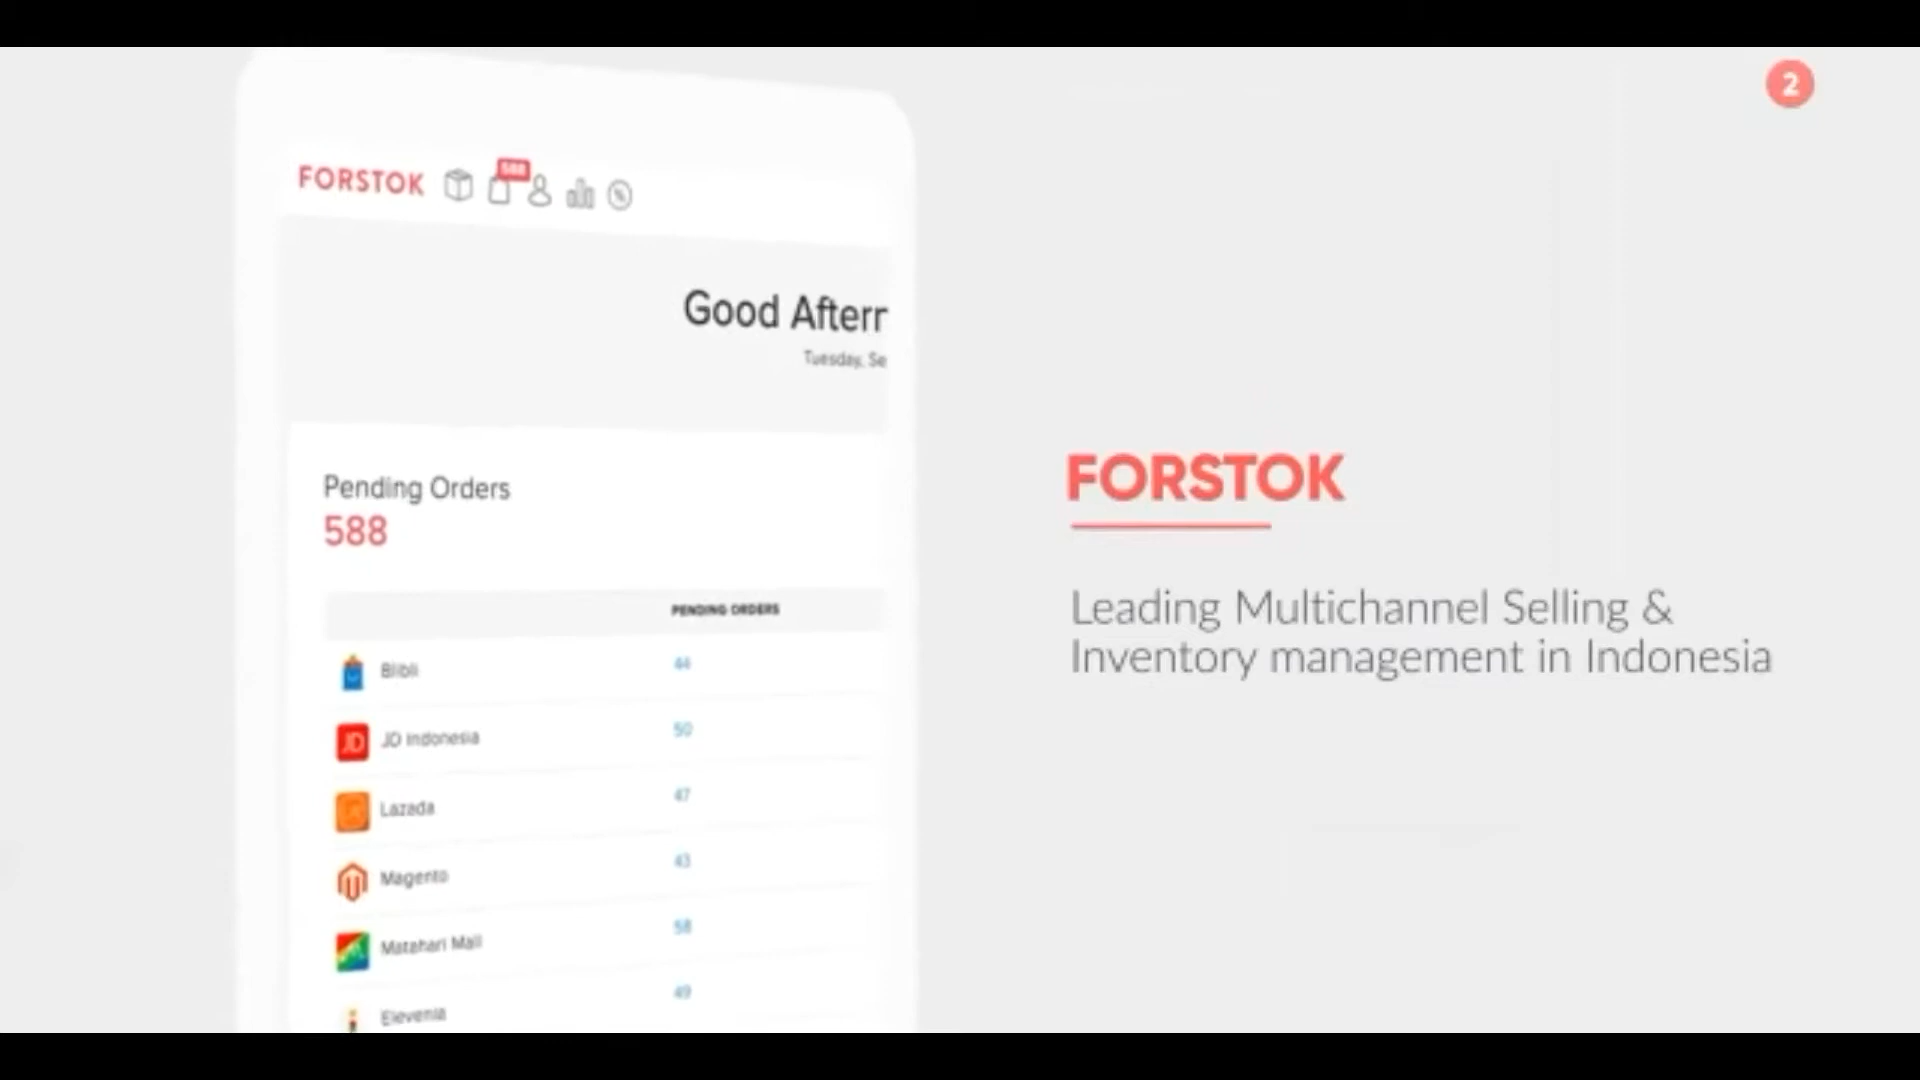 2
FORSTOK
588
Good Afterr
Tuesday, Se
Pending Orders
588
PENDING ORDERS
Blibli 44
JD Indonesia 50
Lazada 47
Magento 43
Matahari Mall 58
Elevenia 49
FORSTOK
Leading Multichannel Selling &
Inventory management in Indonesia